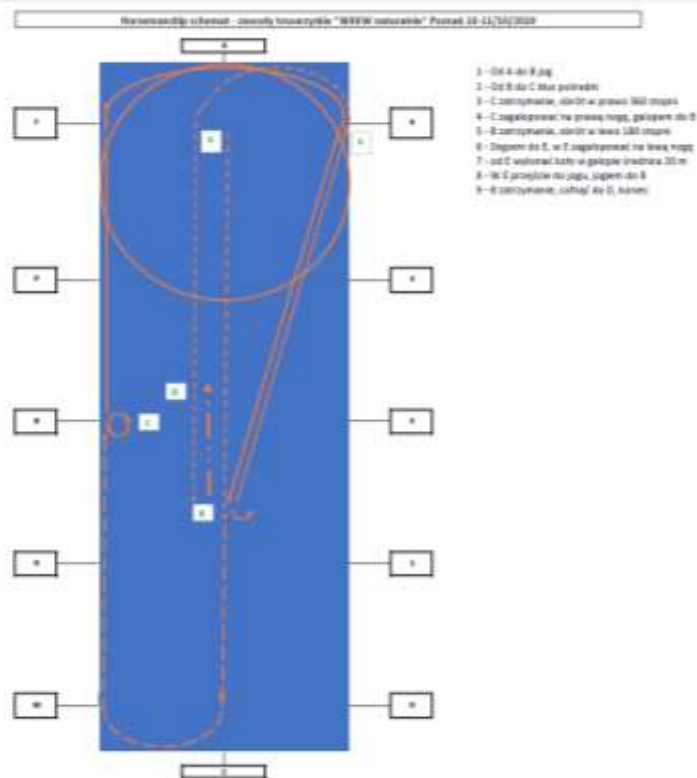 Horsemanship schemat - zawody towarzyskie "WRKW naturalnie" Poznań 10-11/10/2020
A
1 - Od A do B jog
2 - Od B do C kłus pośredni
3 - C zatrzymanie, obrót w prawo 360 stopni
4 - C zagalopować na prawą nogę, galopem do B
5 - B zatrzymanie, obrót w lewo 180 stopni
6 - Stępem do E, w E zagalopować na lewą nogę
7 - od E wykonać koło w galopie średnica 20 m
8 - W E przejście do jogu, jogiem do B
9 - B zatrzymanie, cofnąć do D, koniec
F
K
A
E
P
V
D
B
C
E
B
R
S
M
H
C